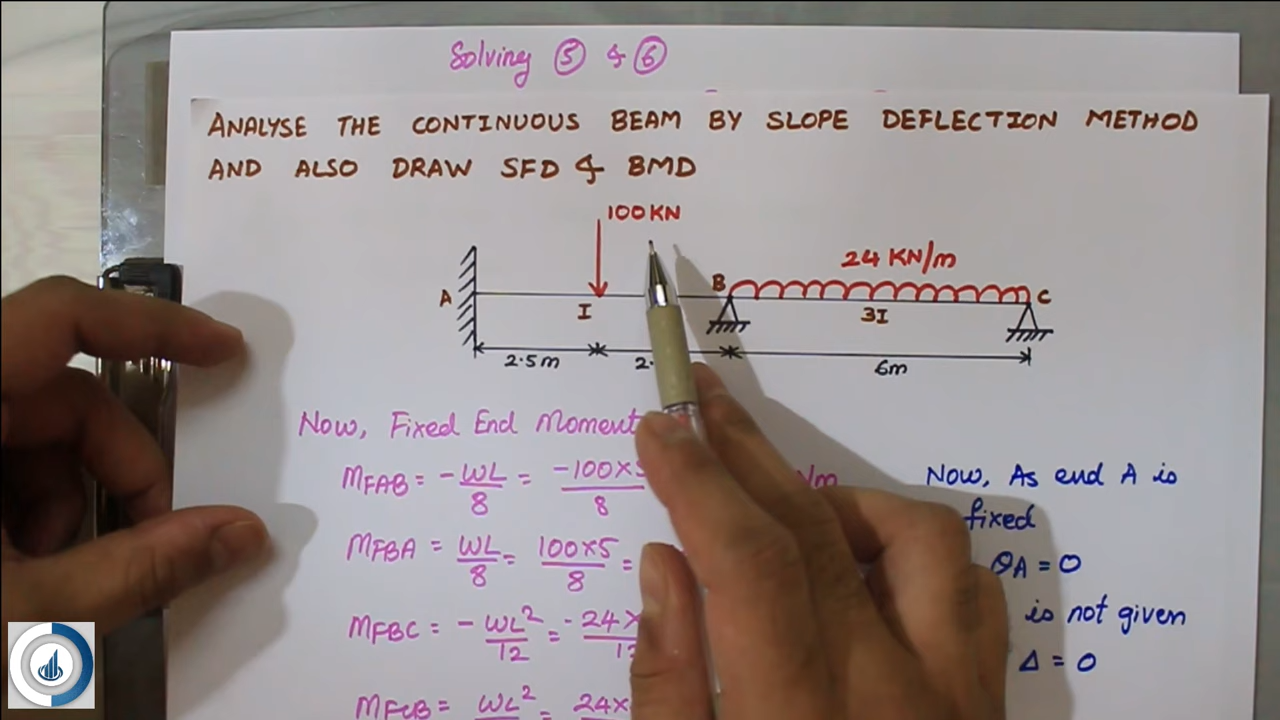 Solving ⑤ & ⑥
ANALYSE THE CONTINUOUS BEAM BY SLOPE DEFLECTION METHOD
AND ALSO DRAW SFD & BMD
100 KN
24 KN/m
A
B
C
I
3I
2.5m
2.
6m
Now, Fixed End Moment
MFAB = -WL/8 = -100×5/8
MFBA = WL/8 = 100×5/8 =
MFBC = -WL²/12 = -24×
MFCB = WL² = 24×
Now, As end A is
fixed
θA = 0
is not given
Δ = 0